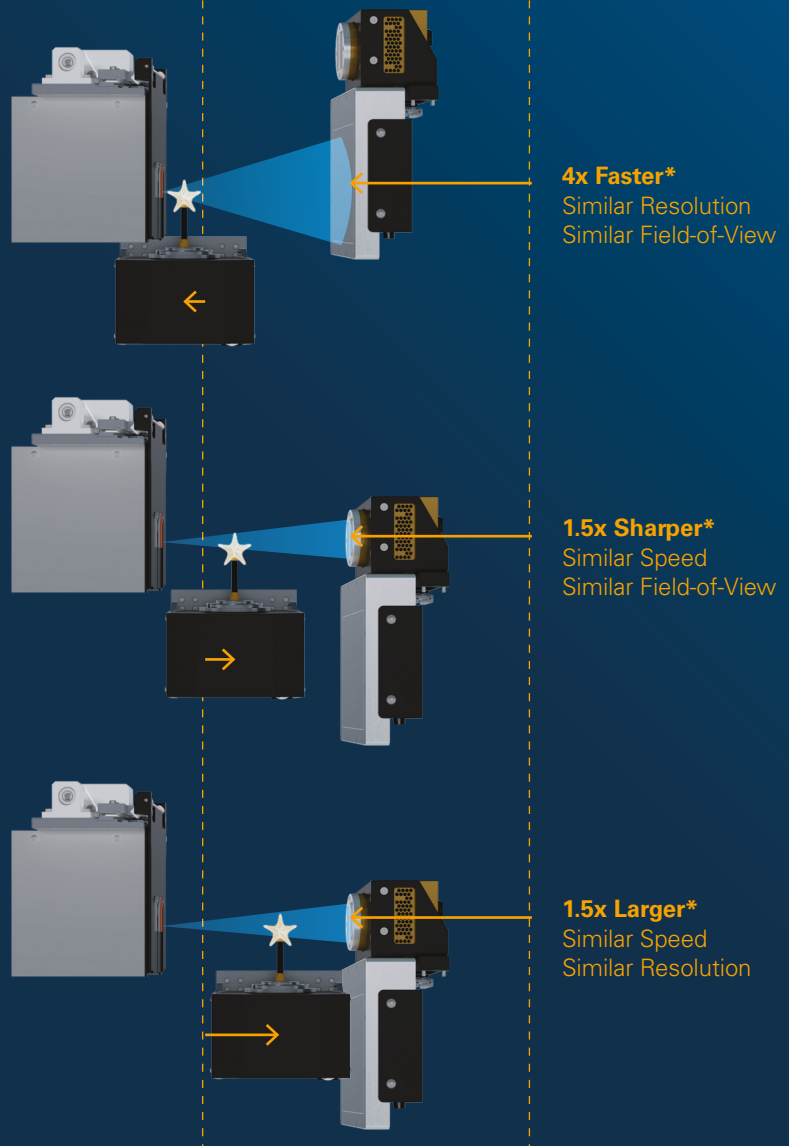 4x Faster*
Similar Resolution
Similar Field-of-View
1.5x Sharper*
Similar Speed
Similar Field-of-View
1.5x Larger*
Similar Speed
Similar Resolution